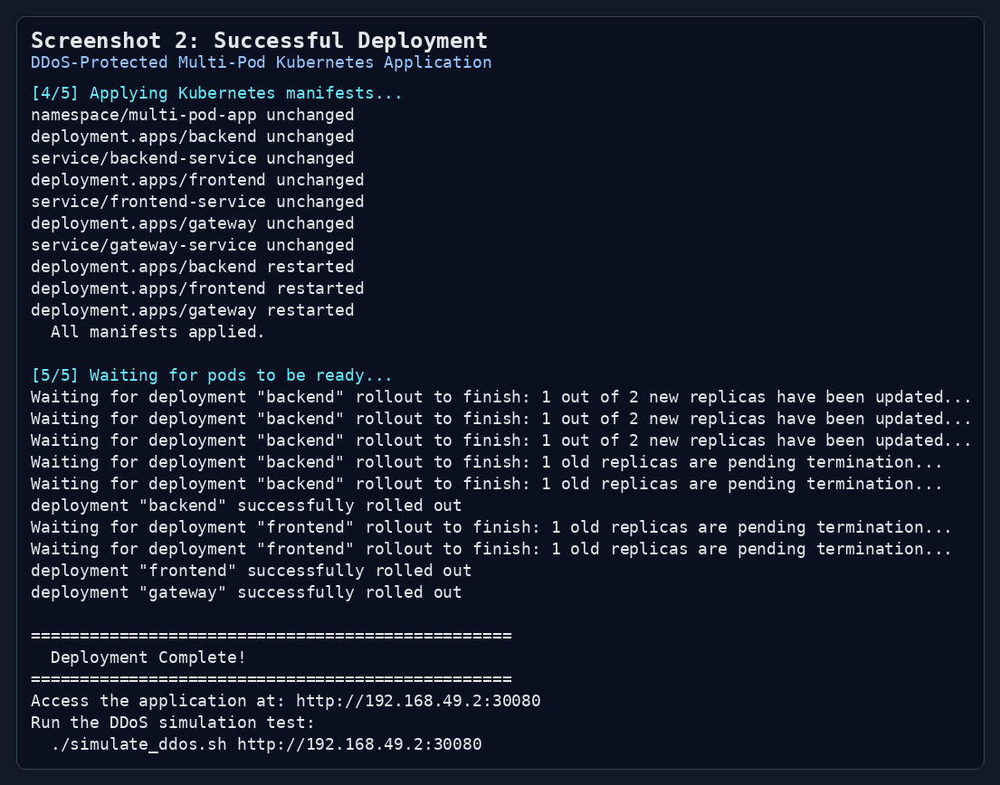 Screenshot 2: Successful Deployment
DDoS-Protected Multi-Pod Kubernetes Application
[4/5] Applying Kubernetes manifests...
namespace/multi-pod-app unchanged
deployment.apps/backend unchanged
service/backend-service unchanged
deployment.apps/frontend unchanged
service/frontend-service unchanged
deployment.apps/gateway unchanged
service/gateway-service unchanged
deployment.apps/backend restarted
deployment.apps/frontend restarted
deployment.apps/gateway restarted
  All manifests applied.

[5/5] Waiting for pods to be ready...
Waiting for deployment "backend" rollout to finish: 1 out of 2 new replicas have been updated...
Waiting for deployment "backend" rollout to finish: 1 out of 2 new replicas have been updated...
Waiting for deployment "backend" rollout to finish: 1 out of 2 new replicas have been updated...
Waiting for deployment "backend" rollout to finish: 1 old replicas are pending termination...
Waiting for deployment "backend" rollout to finish: 1 old replicas are pending termination...
deployment "backend" successfully rolled out
Waiting for deployment "frontend" rollout to finish: 1 old replicas are pending termination...
Waiting for deployment "frontend" rollout to finish: 1 old replicas are pending termination...
deployment "frontend" successfully rolled out
deployment "gateway" successfully rolled out

=================================================
  Deployment Complete!
=================================================
Access the application at: http://192.168.49.2:30080
Run the DDoS simulation test:
  ./simulate_ddos.sh http://192.168.49.2:30080